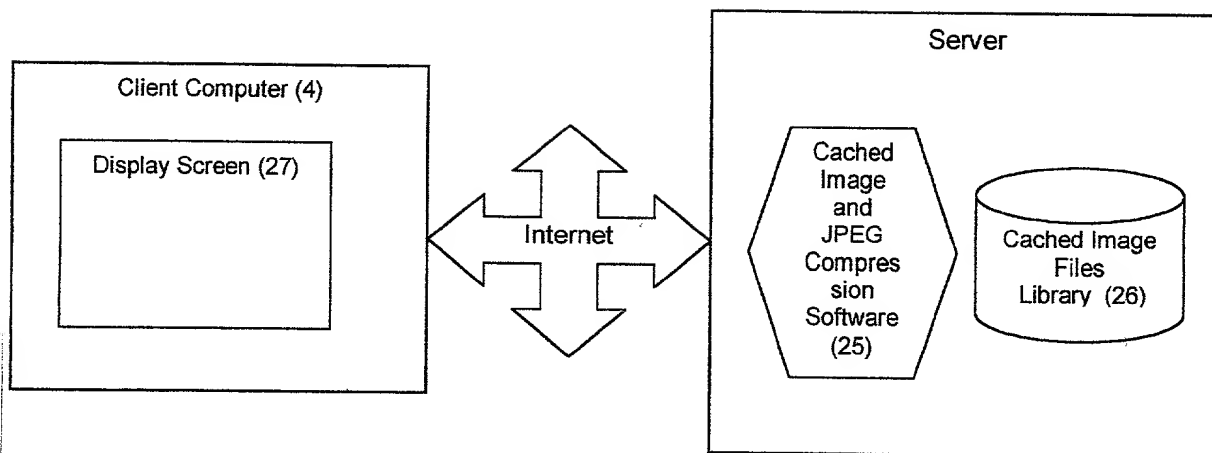 Server
Client Computer (4)
Display Screen (27)
Internet
Cached
Image
and
JPEG
Compres
sion
Software
(25)
Cached Image
Files
Library (26)